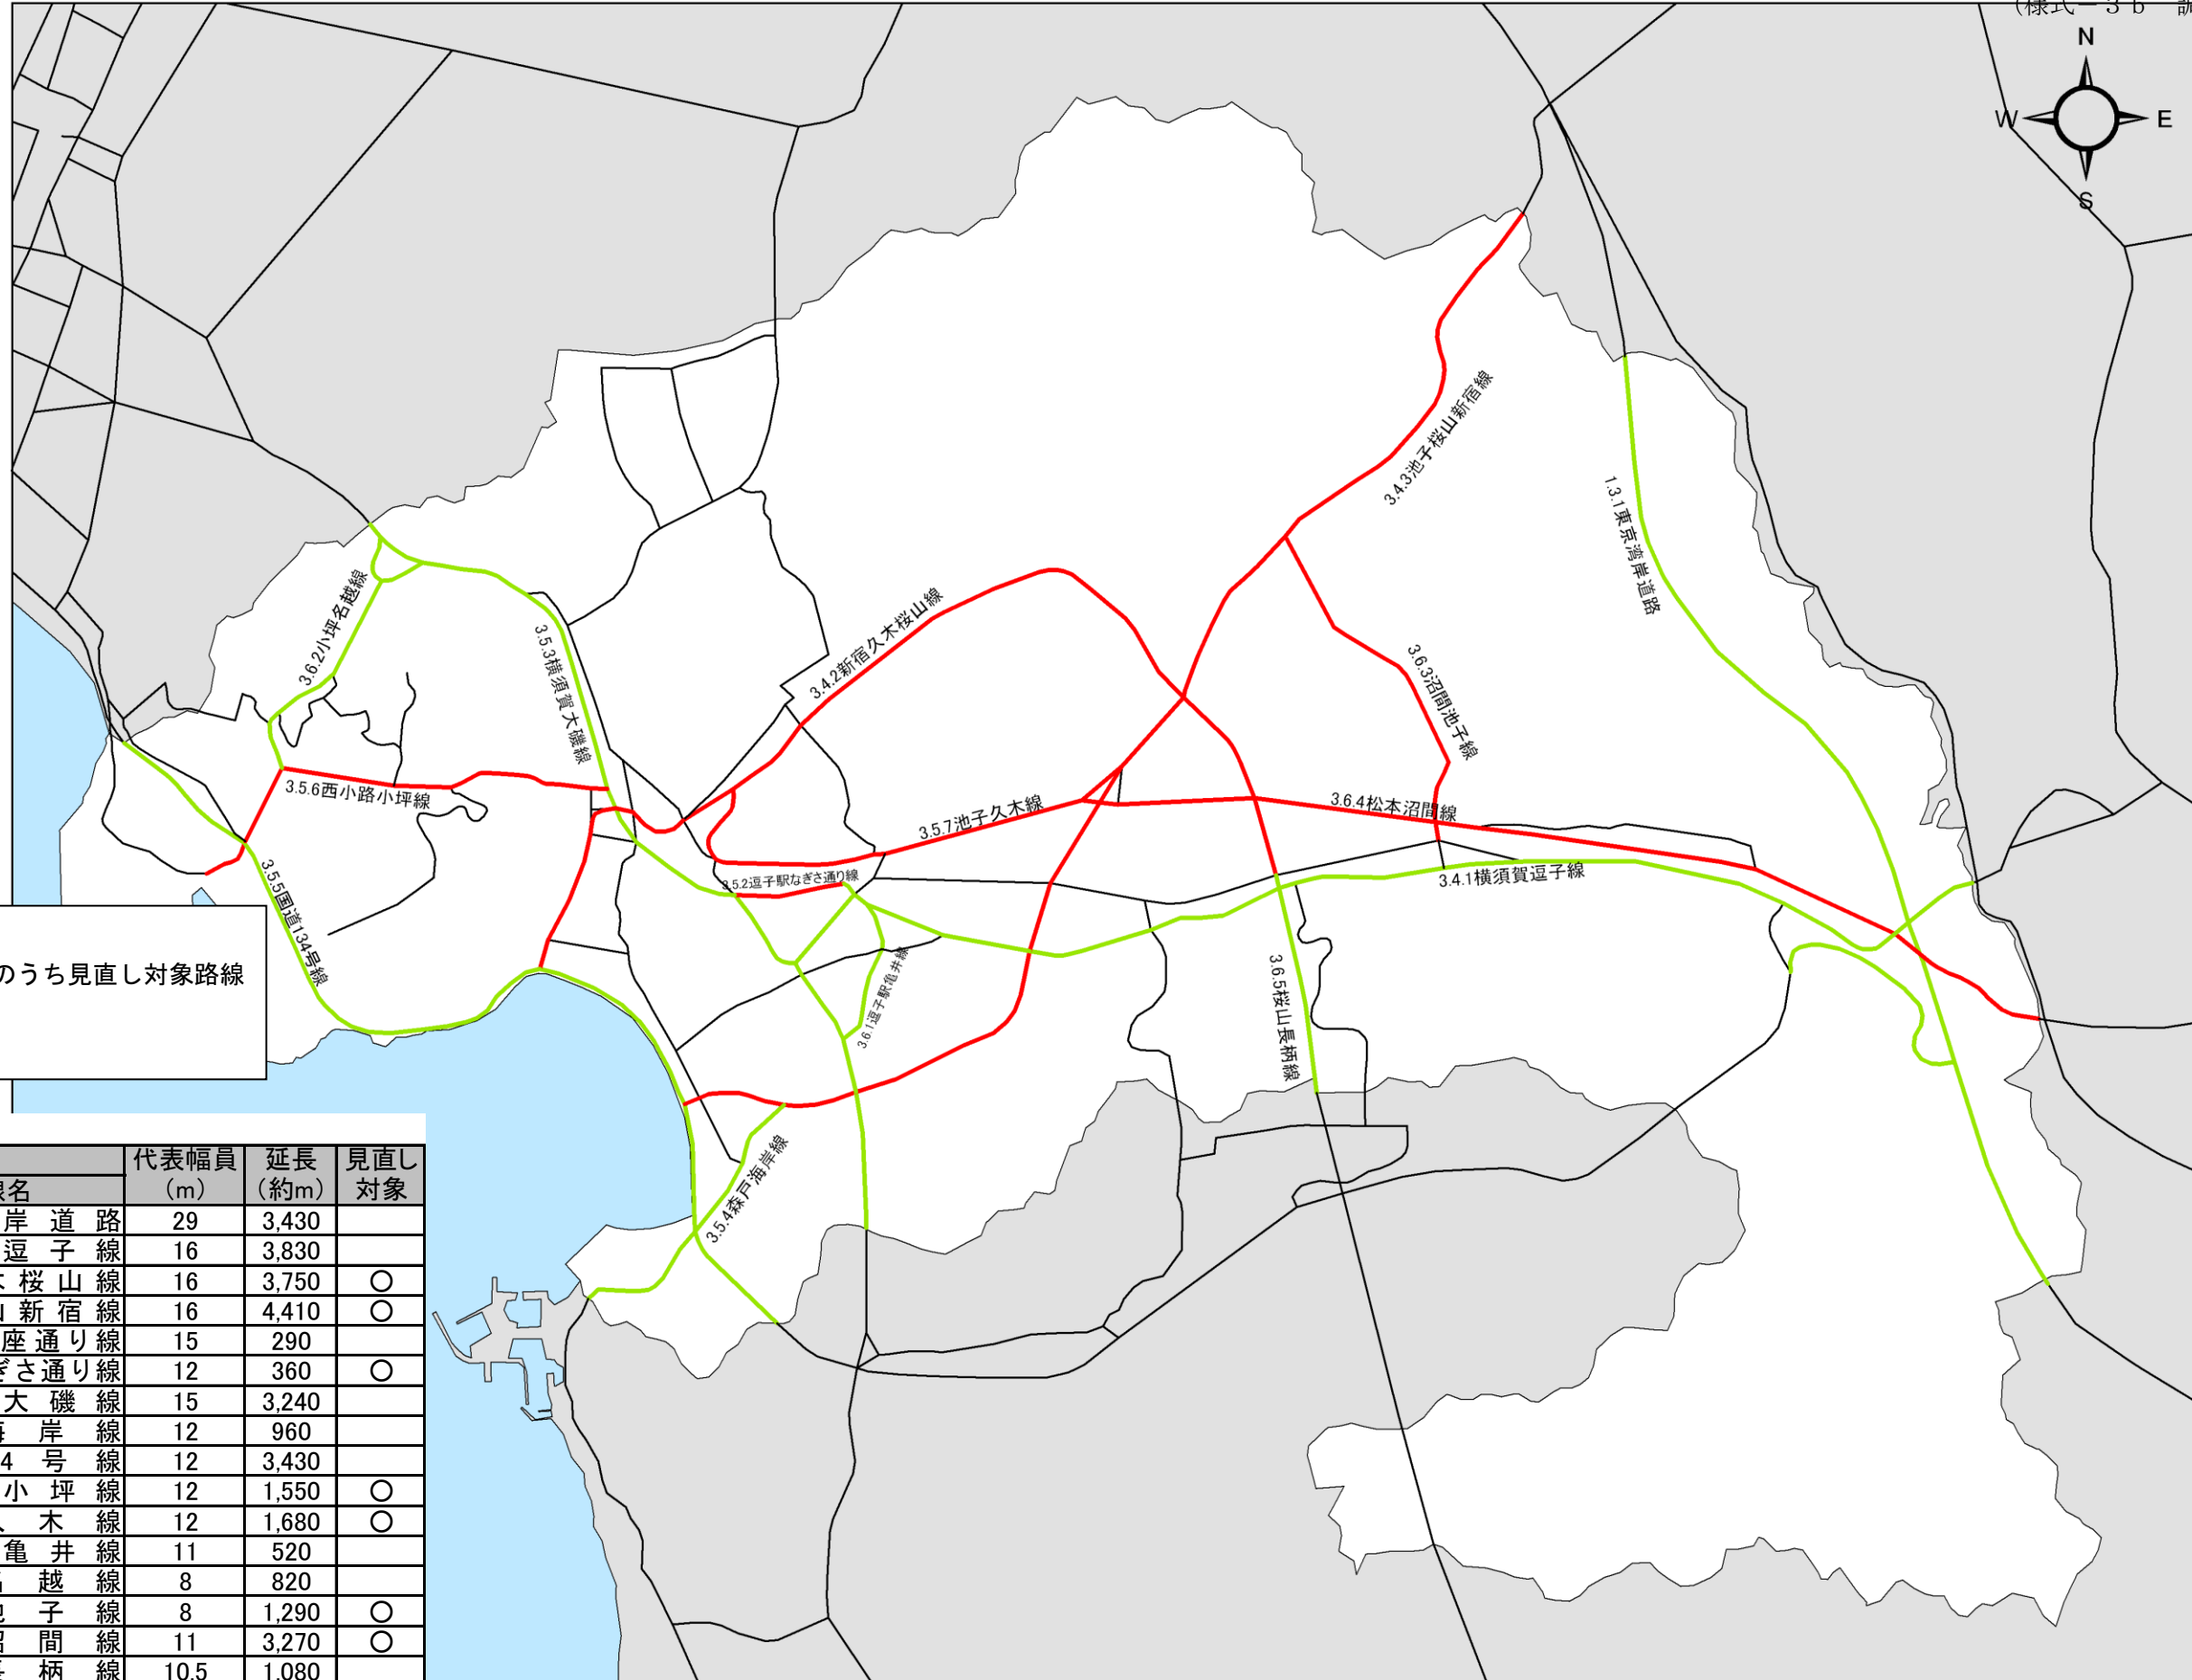 (様式－３ｂ
N
W
E
S
3.4.3池子桜山新宿線
1.3.1東京湾岸道路
3.6.2小坪名越線
3.5.3横須賀大磯線
3.4.2新宿久木桜山線
3.6.3沼間池子線
3.5.6西小路小坪線
3.5.7池子久木線
3.6.4松本沼間線
3.5.2逗子駅なぎさ通り線
3.4.1横須賀逗子線
3.5.5国道134号線
3.6.1逗子駅亀井線
3.6.5桜山長柄線
のうち見直し対象路線
3.5.4森戸海岸線
代表幅員 延長 見直し
名 (m) (約m) 対象
岸道路 29 3,430
逗子線 16 3,830
桜山線 16 3,750 〇
新宿線 16 4,410 〇
座通り線 15 290
さ通り線 12 360 〇
大磯線 15 3,240
岸線 12 960
4号線 12 3,430
小坪線 12 1,550 〇
木線 12 1,680 〇
亀井線 11 520
越線 8 820
子線 8 1,290 〇
間線 11 3,270 〇
柄線 10.5 1,080